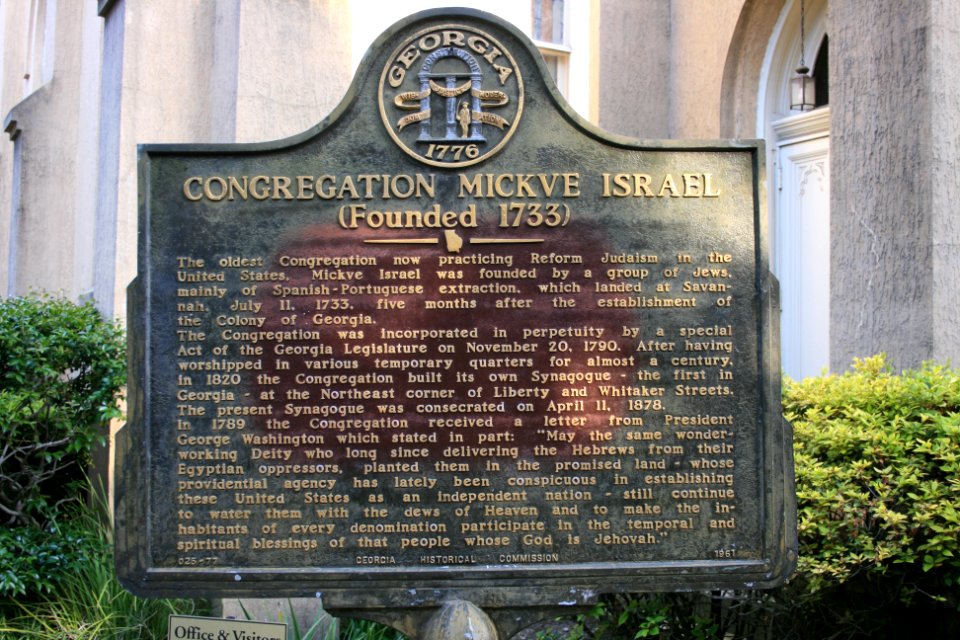 GEORGIA
CONSTITUTION
WISDOM
JUSTICE
MODERATION
1776
CONGREGATION MICKVE ISRAEL
(Founded 1733)
The oldest Congregation now practicing Reform Judaism in the
United States, Mickve Israel was founded by a group of Jews,
mainly of Spanish-Portuguese extraction, which landed at Savan-
nah, July 11, 1733, five months after the establishment of
the Colony of Georgia.
The Congregation was incorporated in perpetuity by a special
Act of the Georgia Legislature on November 20, 1790. After having
worshipped in various temporary quarters for almost a century,
in 1820 the Congregation built its own Synagogue - the first in
Georgia - at the Northeast corner of Liberty and Whitaker Streets.
The present Synagogue was consecrated on April 11, 1878.
In 1789 the Congregation received a letter from President
George Washington which stated in part: "May the same wonder-
working Deity who long since delivering the Hebrews from their
Egyptian oppressors, planted them in the promised land - whose
providential agency has lately been conspicuous in establishing
these United States as an independent nation - still continue
to water them with the dews of Heaven and to make the in-
habitants of every denomination participate in the temporal and
spiritual blessings of that people whose God is Jehovah."
025-77 GEORGIA HISTORICAL COMMISSION 1961
Office & Visitors